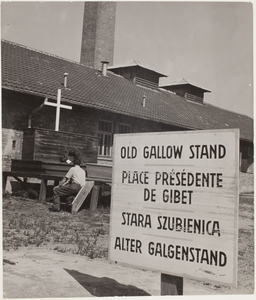 OLD GALLOW STAND
PLACE PRÉSÉDENTE
DE GIBET
STARA SZUBIENICA
ALTER GALGENSTAND